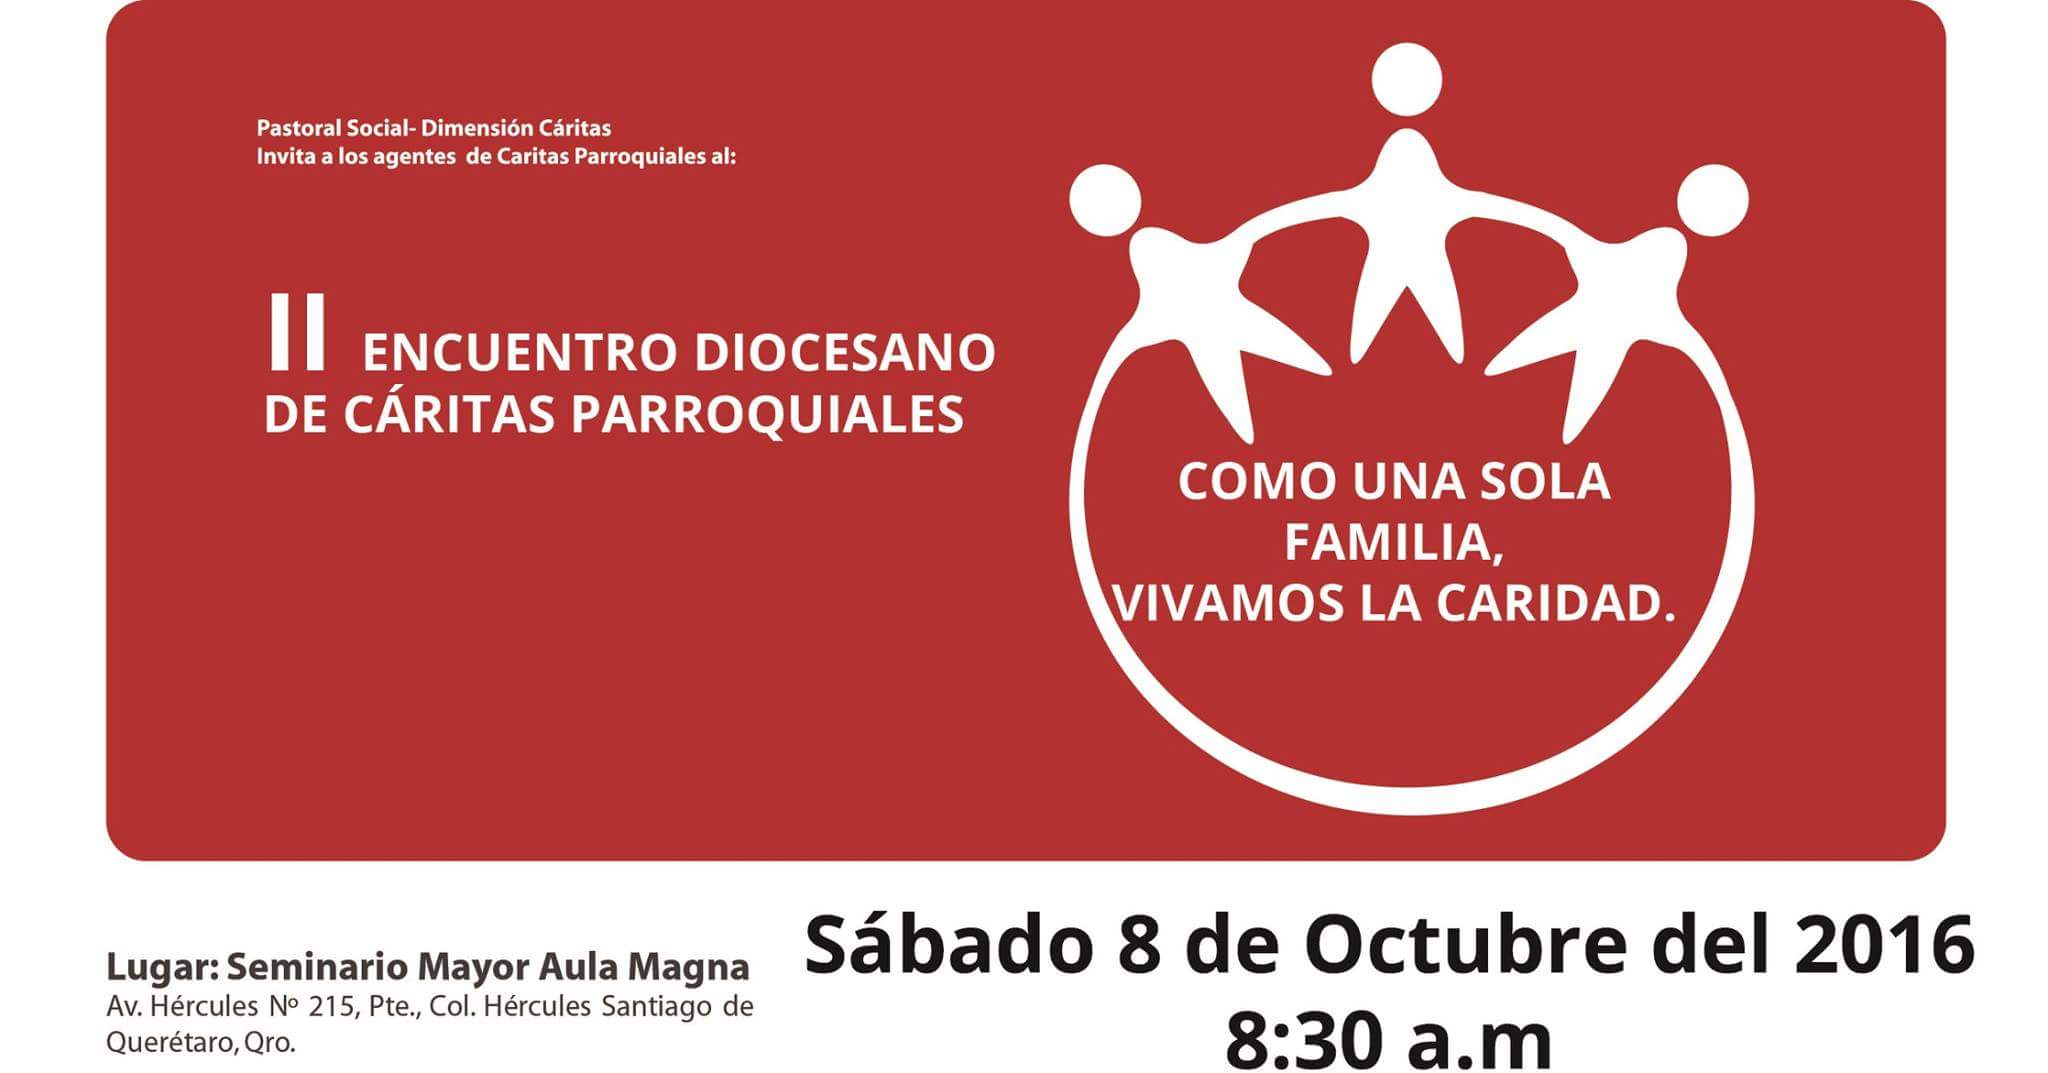 Pastoral Social- Dimensión Cáritas
Invita a los agentes de Caritas Parroquiales al:
II ENCUENTRO DIOCESANO
DE CÁRITAS PARROQUIALES
COMO UNA SOLA
FAMILIA,
VIVAMOS LA CARIDAD.
Lugar: Seminario Mayor Aula Magna
Av. Hércules Nº 215, Pte., Col. Hércules Santiago de
Querétaro, Qro.
Sábado 8 de Octubre del 2016
8:30 a.m